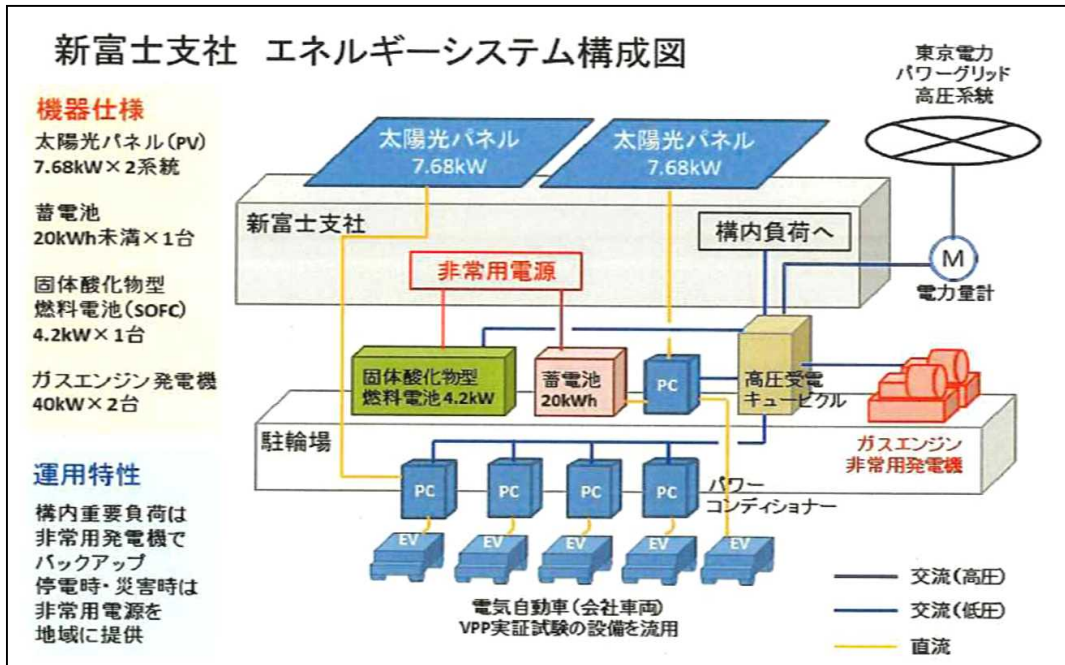 新富士支社 エネルギーシステム構成図
東京電力
パワーグリッド
高圧系統
機器仕様
太陽光パネル(PV)
7.68kW×2系統
蓄電池
20kWh未満×1台
固体酸化物型
燃料電池(SOFC)
4.2kW×1台
ガスエンジン発電機
40kW×2台
運用特性
構内重要負荷は
非常用発電機で
バックアップ
停電時・災害時は
非常用電源を
地域に提供
太陽光パネル
7.68kW
太陽光パネル
7.68kW
新富士支社
構内負荷へ
非常用電源
M
電力量計
固体酸化物型
燃料電池4.2kW
蓄電池
20kWh
PC
高圧受電
キュービクル
ガスエンジン
非常用発電機
駐輪場
PC
PC
PC
PC
パワー
コンディショナー
EV
EV
EV
EV
EV
電気自動車(会社車両)
VPP実証試験の設備を流用
交流(高圧)
交流(低圧)
直流